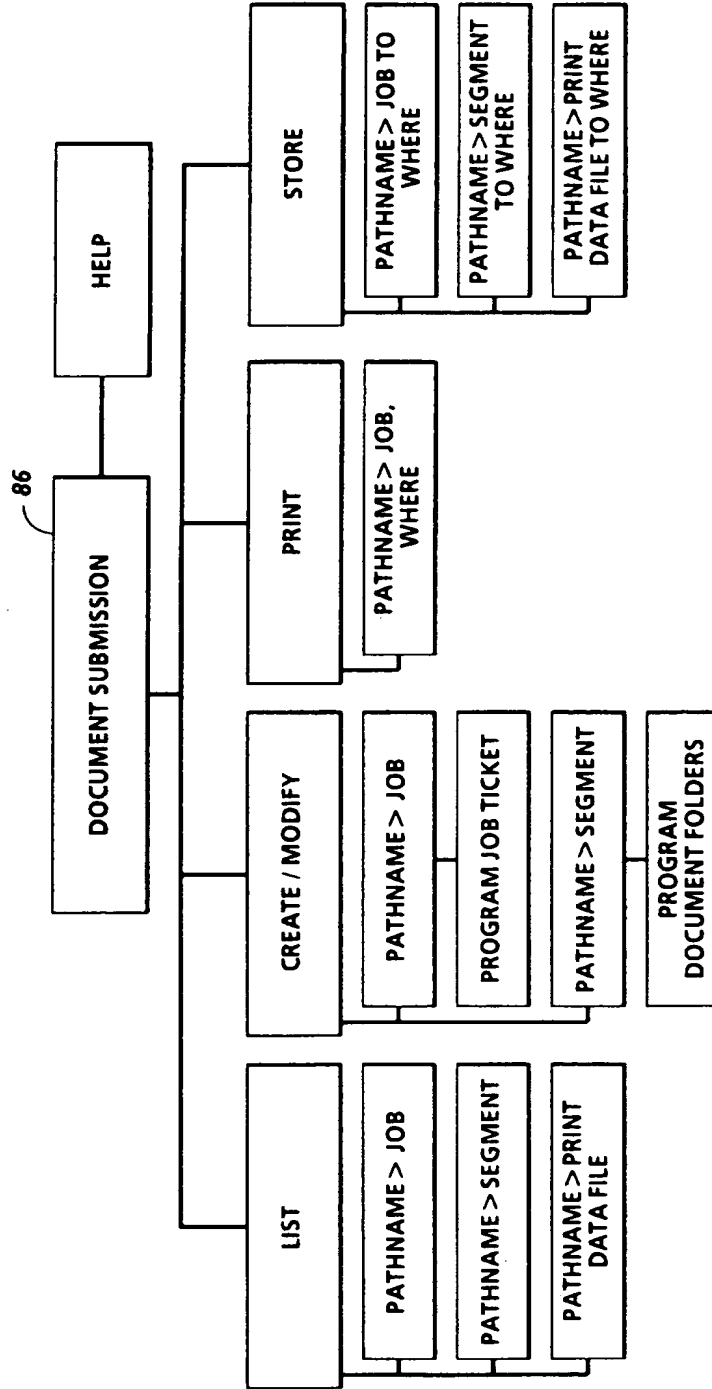 86
DOCUMENT SUBMISSION
HELP
LIST
PATHNAME > JOB
PATHNAME > SEGMENT
PATHNAME > PRINT
DATA FILE
CREATE / MODIFY
PATHNAME > JOB
PROGRAM JOB TICKET
PATHNAME > SEGMENT
PROGRAM
DOCUMENT FOLDERS
PRINT
PATHNAME > JOB,
WHERE
STORE
PATHNAME > JOB TO
WHERE
PATHNAME > SEGMENT
TO WHERE
PATHNAME > PRINT
DATA FILE TO WHERE